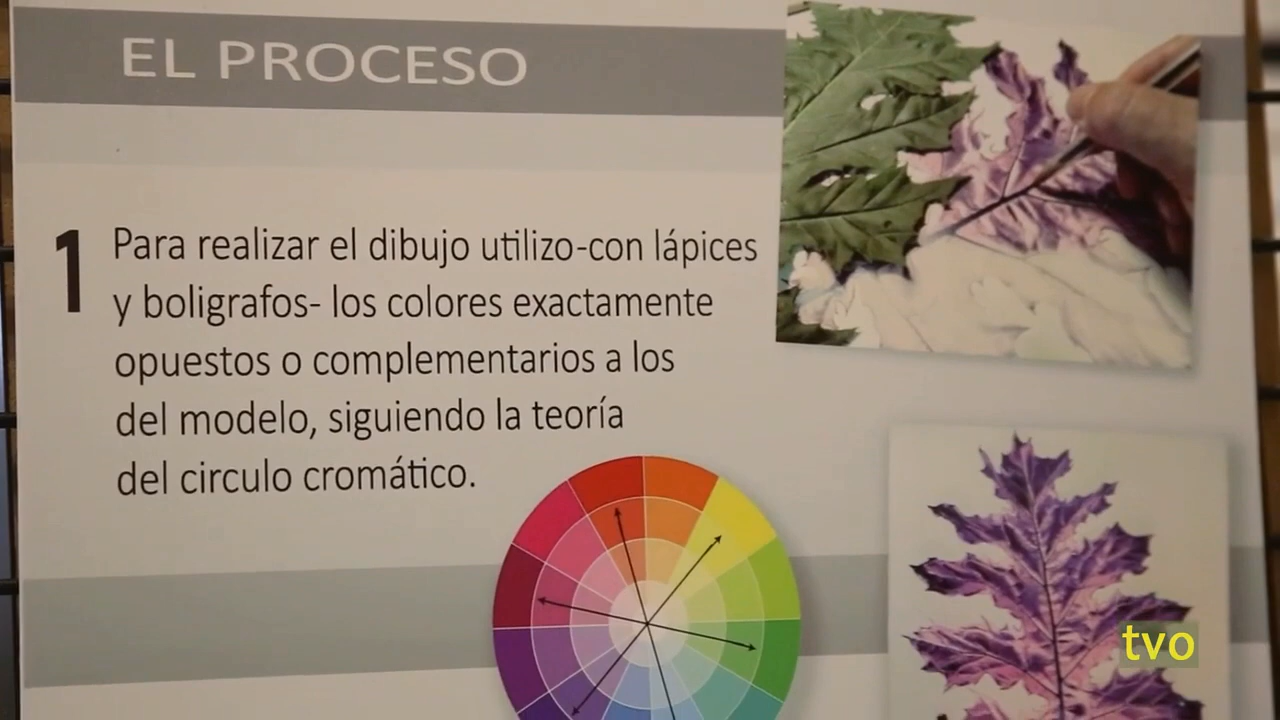 EL PROCESO
1 Para realizar el dibujo utilizo-con lápices
y boligrafos- los colores exactamente
opuestos o complementarios a los
del modelo, siguiendo la teoría
del circulo cromático.
tvo